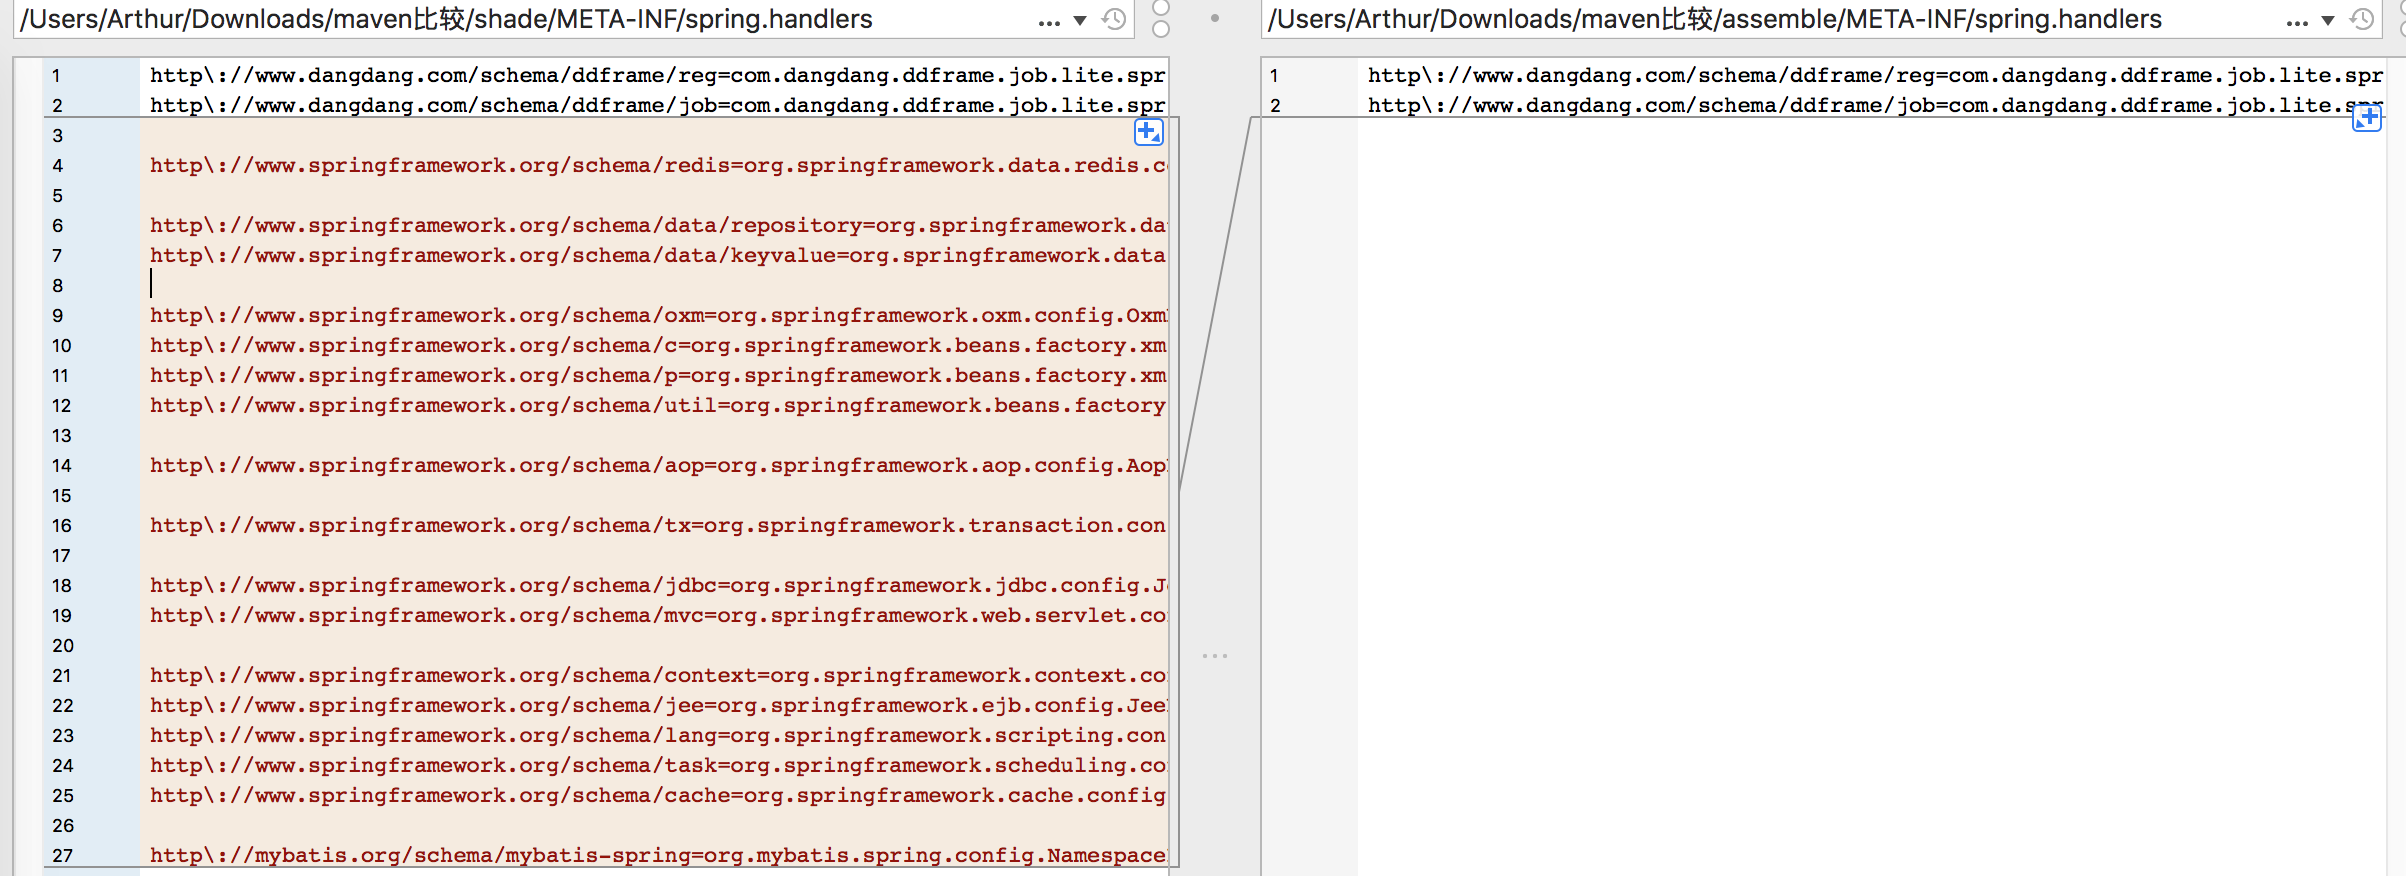 /Users/Arthur/Downloads/maven比较/shade/META-INF/spring.handlers
1 http\://www.dangdang.com/schema/ddframe/reg=com.dangdang.ddframe.job.lite.spr
2 http\://www.dangdang.com/schema/ddframe/job=com.dangdang.ddframe.job.lite.spr
3
4 http\://www.springframework.org/schema/redis=org.springframework.data.redis.c
5
6 http\://www.springframework.org/schema/data/repository=org.springframework.da
7 http\://www.springframework.org/schema/data/keyvalue=org.springframework.data
8
9 http\://www.springframework.org/schema/oxm=org.springframework.oxm.config.Oxm
10 http\://www.springframework.org/schema/c=org.springframework.beans.factory.xm
11 http\://www.springframework.org/schema/p=org.springframework.beans.factory.xm
12 http\://www.springframework.org/schema/util=org.springframework.beans.factory
13
14 http\://www.springframework.org/schema/aop=org.springframework.aop.config.Aop
15
16 http\://www.springframework.org/schema/tx=org.springframework.transaction.con
17
18 http\://www.springframework.org/schema/jdbc=org.springframework.jdbc.config.J
19 http\://www.springframework.org/schema/mvc=org.springframework.web.servlet.co
20
21 http\://www.springframework.org/schema/context=org.springframework.context.co
22 http\://www.springframework.org/schema/jee=org.springframework.ejb.config.Jee
23 http\://www.springframework.org/schema/lang=org.springframework.scripting.con
24 http\://www.springframework.org/schema/task=org.springframework.scheduling.co
25 http\://www.springframework.org/schema/cache=org.springframework.cache.config
26
27 http\://mybatis.org/schema/mybatis-spring=org.mybatis.spring.config.Namespace
/Users/Arthur/Downloads/maven比较/assemble/META-INF/spring.handlers
1 http\://www.dangdang.com/schema/ddframe/reg=com.dangdang.ddframe.job.lite.spr
2 http\://www.dangdang.com/schema/ddframe/job=com.dangdang.ddframe.job.lite.spr